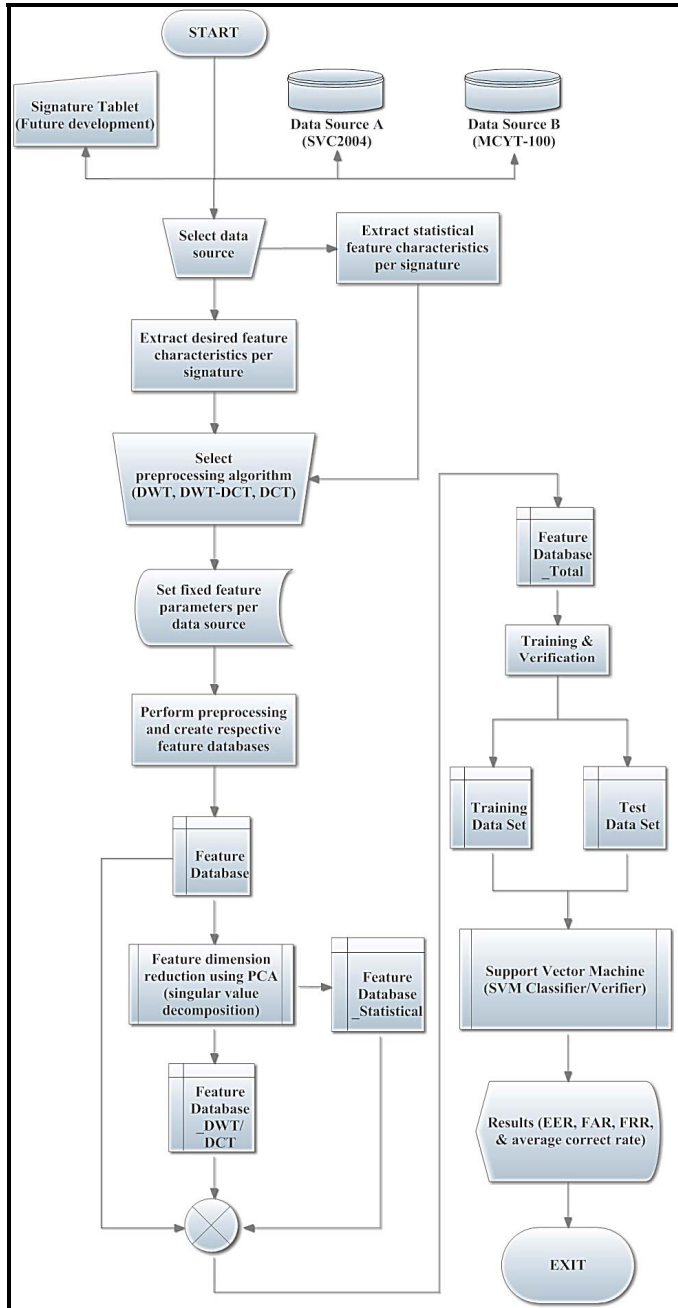 START
Signature Tablet
(Future development)
Data Source A
(SVC2004)
Data Source B
(MCYT-100)
Select data
source
Extract statistical
feature characteristics
per signature
Extract desired feature
characteristics per
signature
Select
preprocessing algorithm
(DWT, DWT-DCT, DCT)
Set fixed feature
parameters per
data source
Perform preprocessing
and create respective
feature databases
Feature
Database
Feature dimension
reduction using PCA
(singular value
decomposition)
Feature
Database
_Statistical
Feature
Database
_DWT/
DCT
Feature
Database
_Total
Training &
Verification
Training
Data Set
Test
Data Set
Support Vector Machine
(SVM Classifier/Verifier)
Results (EER, FAR, FRR,
& average correct rate)
EXIT